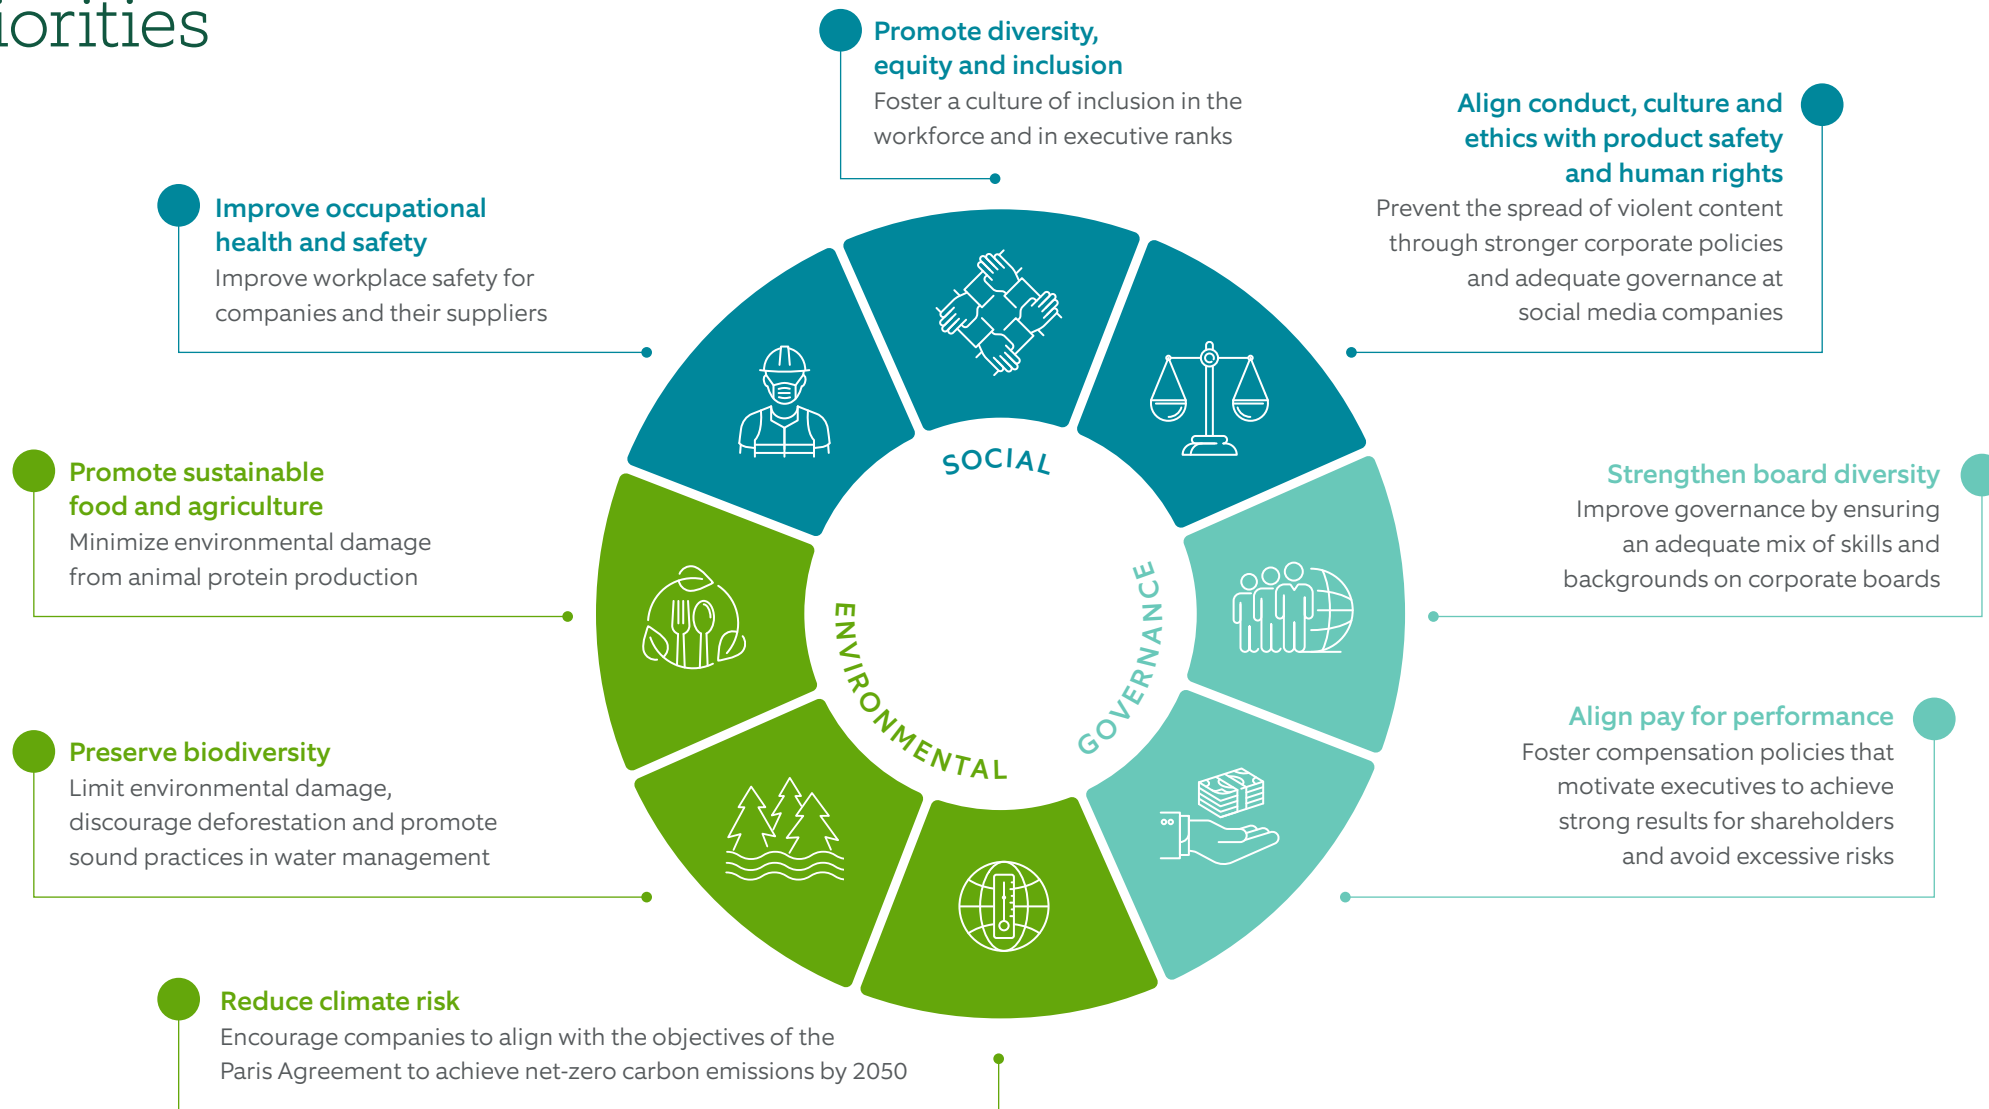 iorities
Promote diversity,
equity and inclusion
Foster a culture of inclusion in the
workforce and in executive ranks
Align conduct, culture and
ethics with product safety
and human rights
Prevent the spread of violent content
through stronger corporate policies
and adequate governance at
social media companies
Improve occupational
health and safety
Improve workplace safety for
companies and their suppliers
SOCIAL
Promote sustainable
food and agriculture
Minimize environmental damage
from animal protein production
Strengthen board diversity
Improve governance by ensuring
an adequate mix of skills and
backgrounds on corporate boards
ENVIRONMENTAL
GOVERNANCE
Preserve biodiversity
Limit environmental damage,
discourage deforestation and promote
sound practices in water management
Align pay for performance
Foster compensation policies that
motivate executives to achieve
strong results for shareholders
and avoid excessive risks
Reduce climate risk
Encourage companies to align with the objectives of the
Paris Agreement to achieve net-zero carbon emissions by 2050